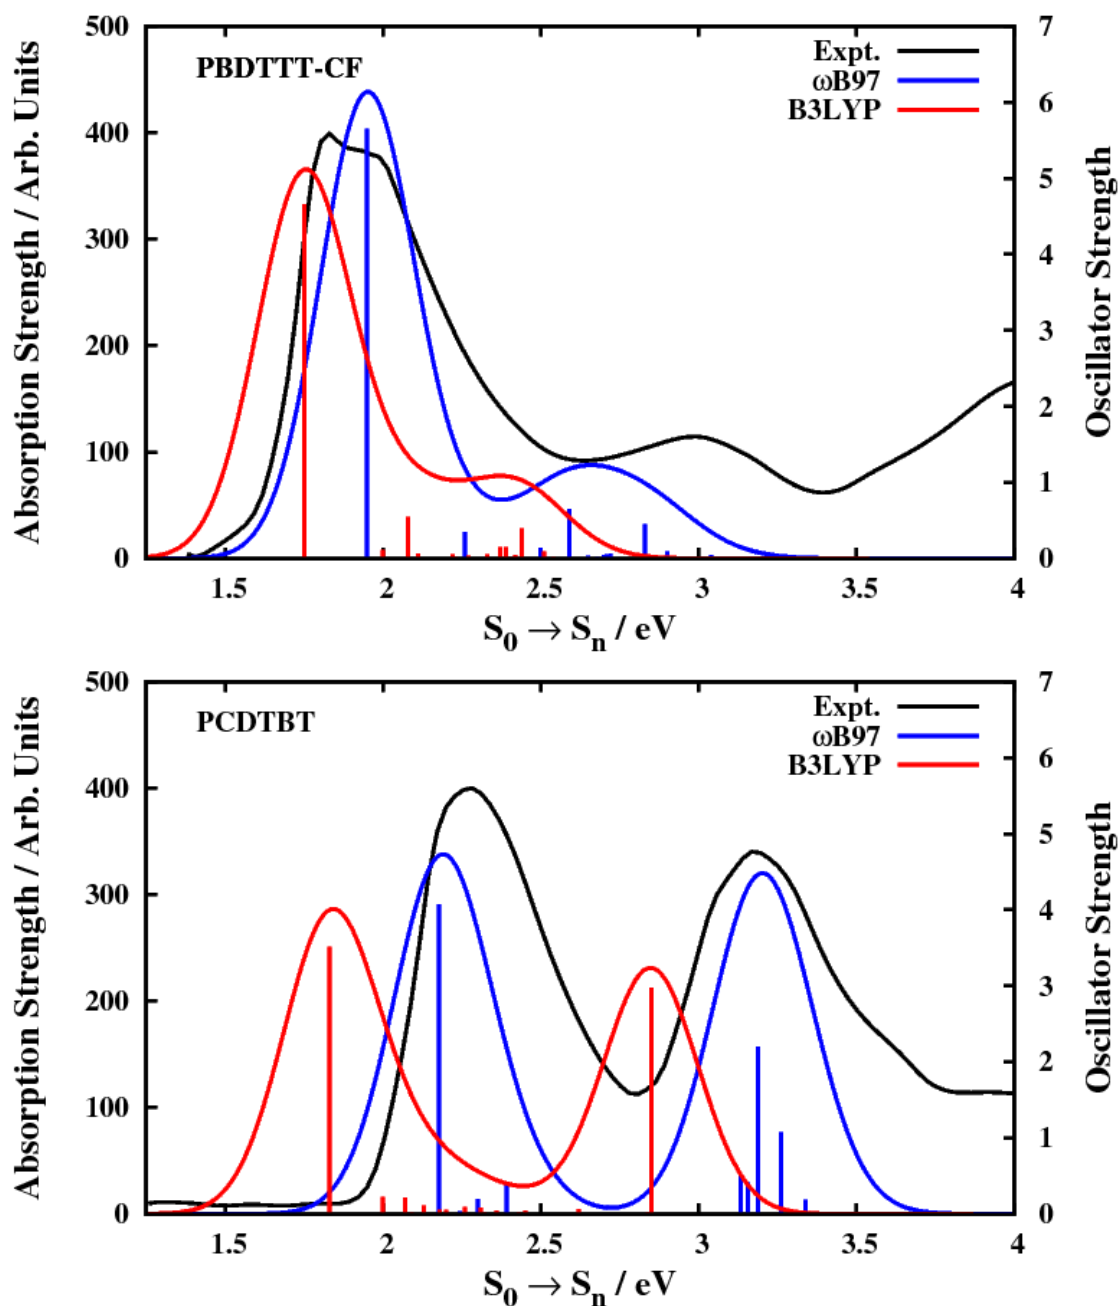 PBDTTT-CF
Expt.
ωB97
B3LYP
Absorption Strength / Arb. Units
Oscillator Strength
500
400
300
200
100
0
7
6
5
4
3
2
1
0
1.5 2 2.5 3 3.5 4
S₀ → Sₙ / eV
PCDTBT
Expt.
ωB97
B3LYP
Absorption Strength / Arb. Units
Oscillator Strength
500
400
300
200
100
0
7
6
5
4
3
2
1
0
1.5 2 2.5 3 3.5 4
S₀ → Sₙ / eV